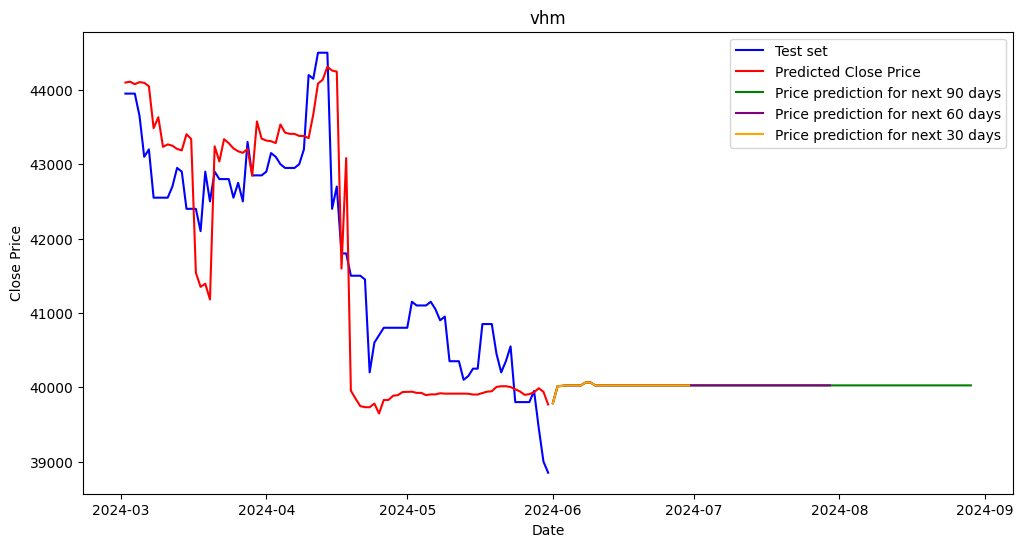 vhm
Test set
Predicted Close Price
Price prediction for next 90 days
Price prediction for next 60 days
Price prediction for next 30 days
Close Price
44000
43000
42000
41000
40000
39000
2024-03
2024-04
2024-05
2024-06
2024-07
2024-08
2024-09
Date